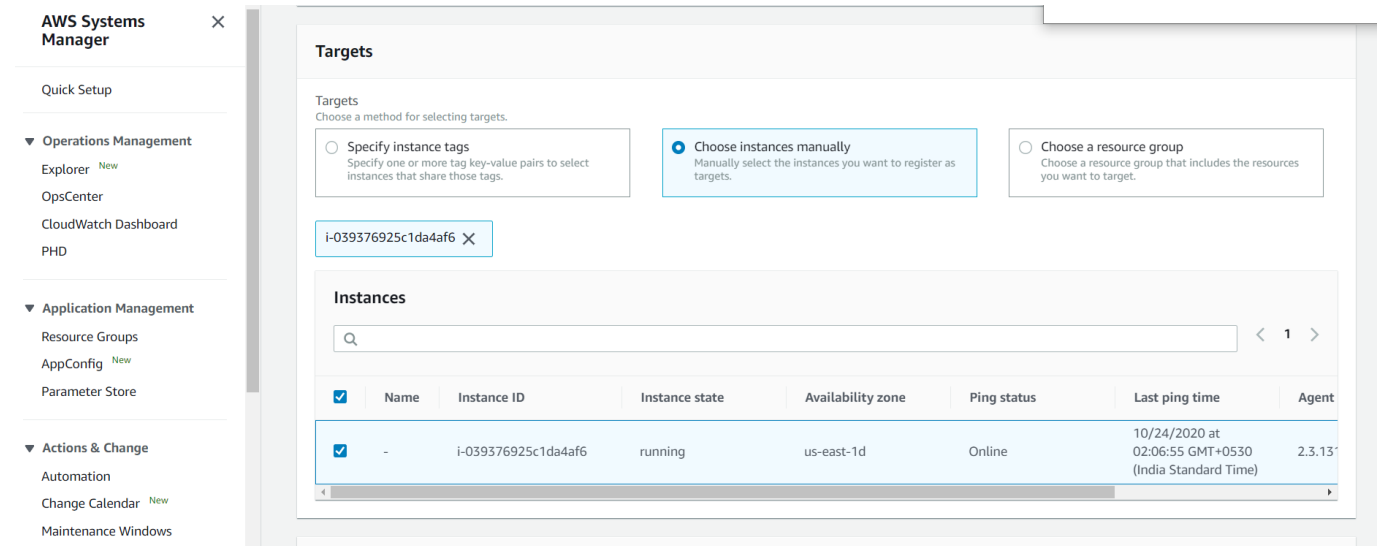 AWS Systems
Manager
Quick Setup
Operations Management
Explorer New
OpsCenter
CloudWatch Dashboard
PHD
Application Management
Resource Groups
AppConfig New
Parameter Store
Actions & Change
Automation
Change Calendar New
Maintenance Windows
Targets
Targets
Choose a method for selecting targets.
Specify instance tags
Specify one or more tag key-value pairs to select
instances that share those tags.
Choose instances manually
Manually select the instances you want to register as
targets.
Choose a resource group
Choose a resource group that includes the resources
you want to target.
i-039376925c1da4af6
Instances
1
Name Instance ID Instance state Availability zone Ping status Last ping time Agent
- i-039376925c1da4af6 running us-east-1d Online 10/24/2020 at
02:06:55 GMT+0530
(India Standard Time) 2.3.131